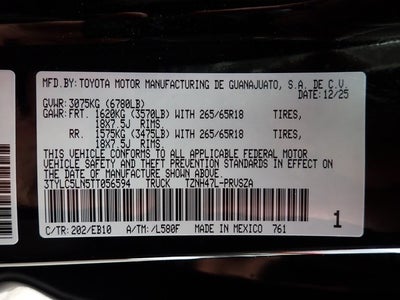 MFD.BY:TOYOTA MOTOR MANUFACTURING DE GUANAJUATO, S.A. DE C.V.
DATE:12/25
GVWR:3075KG (6780LB)
GAWR:FRT. 1620KG (3570LB) WITH 265/65R18 TIRES,
18X7.5J RIMS.
RR. 1575KG (3475LB) WITH 265/65R18 TIRES,
18X7.5J RIMS.
THIS VEHICLE CONFORMS TO ALL APPLICABLE FEDERAL MOTOR
VEHICLE SAFETY AND THEFT PREVENTION STANDARDS IN EFFECT ON
THE DATE OF MANUFACTURE SHOWN ABOVE.
3TYLC5LN5TT056594 TRUCK TZNH47L-PRVSZA
1
C/TR:202/EB10 A/TM:/L580F MADE IN MEXICO 761